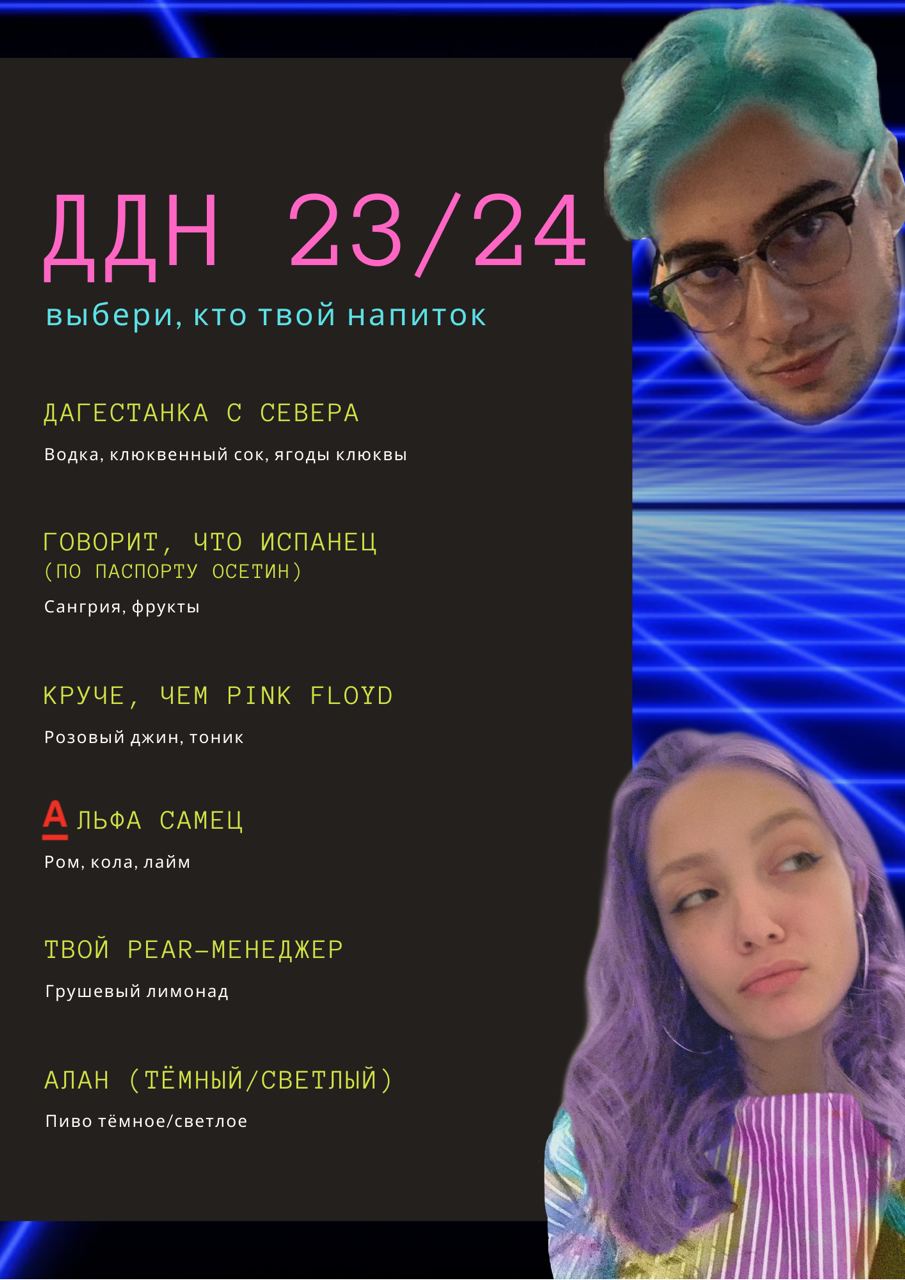 ДДН 23/24
выбери, кто твой напиток
ДАГЕСТАНКА С СЕВЕРА
Водка, клюквенный сок, ягоды клюквы
ГОВОРИТ, ЧТО ИСПАНЕЦ
(ПО ПАСПОРТУ ОСЕТИН)
Сангрия, фрукты
КРУЧЕ, ЧЕМ PINK FLOYD
Розовый джин, тоник
АЛЬФА САМЕЦ
Ром, кола, лайм
ТВОЙ PEAR-МЕНЕДЖЕР
Грушевый лимонад
АЛАН (ТЁМНЫЙ/СВЕТЛЫЙ)
Пиво тёмное/светлое